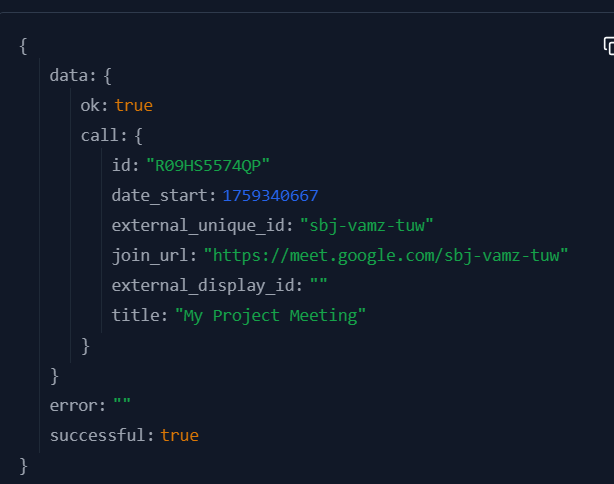 {
data: {
ok: true
call: {
id: "R09HS5574QP"
date_start: 1759340667
external_unique_id: "sbj-vamz-tuw"
join_url: "https://meet.google.com/sbj-vamz-tuw"
external_display_id: ""
title: "My Project Meeting"
}
}
error: ""
successful: true
}